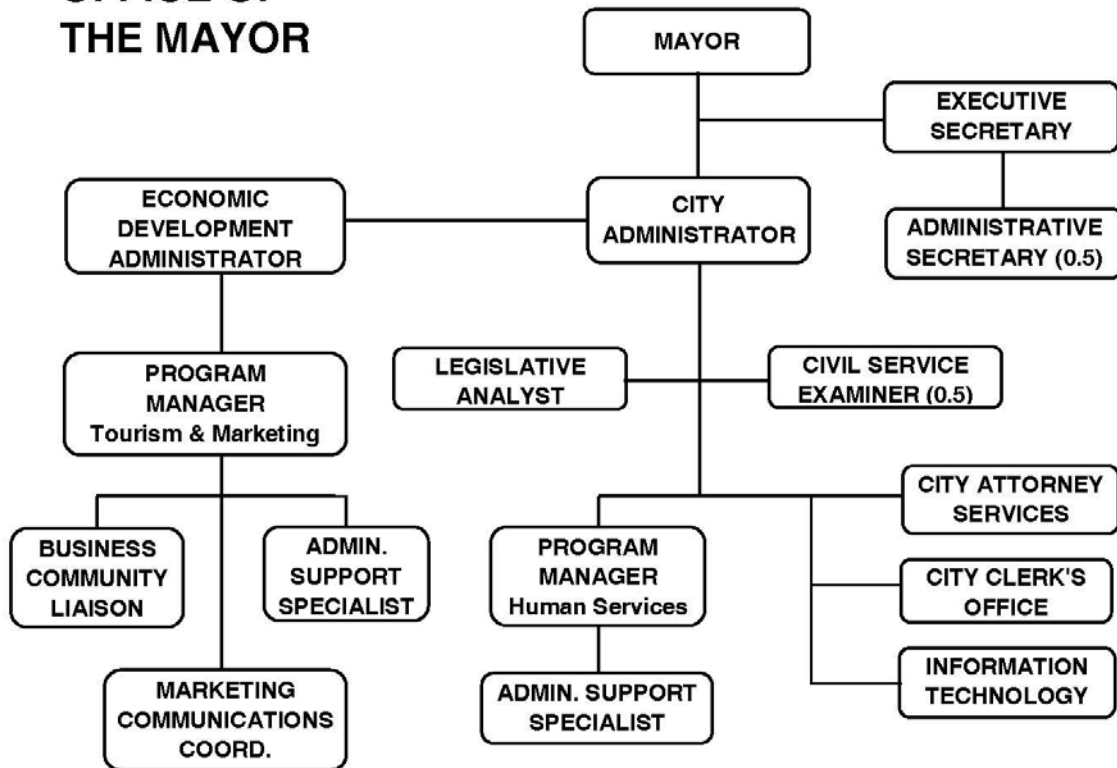 THE MAYOR
MAYOR
EXECUTIVE
SECRETARY
ECONOMIC
DEVELOPMENT
ADMINISTRATOR
CITY
ADMINISTRATOR
ADMINISTRATIVE
SECRETARY (0.5)
PROGRAM
MANAGER
Tourism & Marketing
LEGISLATIVE
ANALYST
CIVIL SERVICE
EXAMINER (0.5)
BUSINESS
COMMUNITY
LIAISON
ADMIN.
SUPPORT
SPECIALIST
PROGRAM
MANAGER
Human Services
CITY ATTORNEY
SERVICES
CITY CLERK'S
OFFICE
MARKETING
COMMUNICATIONS
COORD.
ADMIN. SUPPORT
SPECIALIST
INFORMATION
TECHNOLOGY